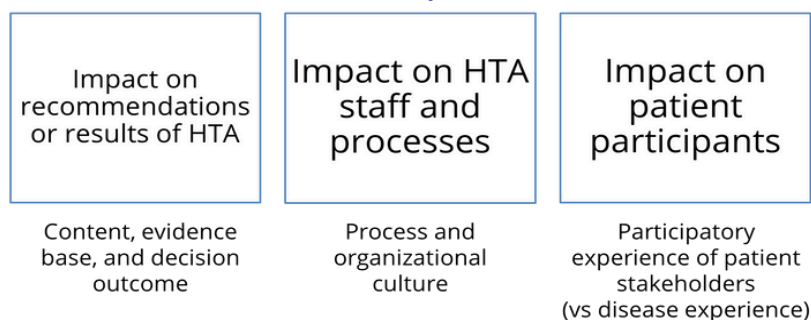 Impact on
recommendations
or results of HTA
Impact on HTA
staff and
processes
Impact on
patient
participants
Content, evidence
base, and decision
outcome
Process and
organizational
culture
Participatory
experience of patient
stakeholders
(vs disease experience)